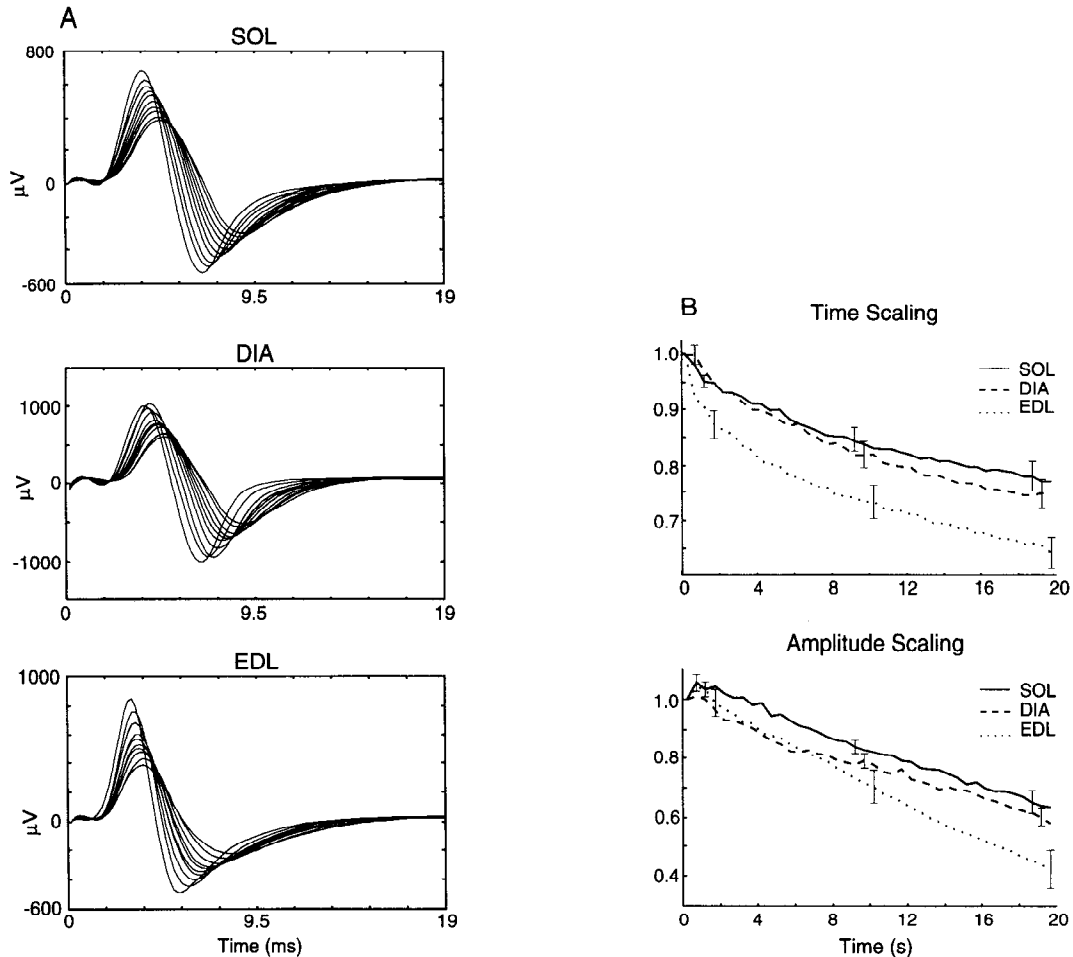 A
SOL
800
0
-600
µV
0 9.5 19
DIA
1000
0
-1000
µV
0 9.5 19
EDL
1000
0
-600
µV
0 9.5 19
Time (ms)
B
Time Scaling
1.0
0.9
0.8
0.7
SOL
DIA
EDL
0 4 8 12 16 20
Amplitude Scaling
1.0
0.8
0.6
0.4
SOL
DIA
EDL
0 4 8 12 16 20
Time (s)